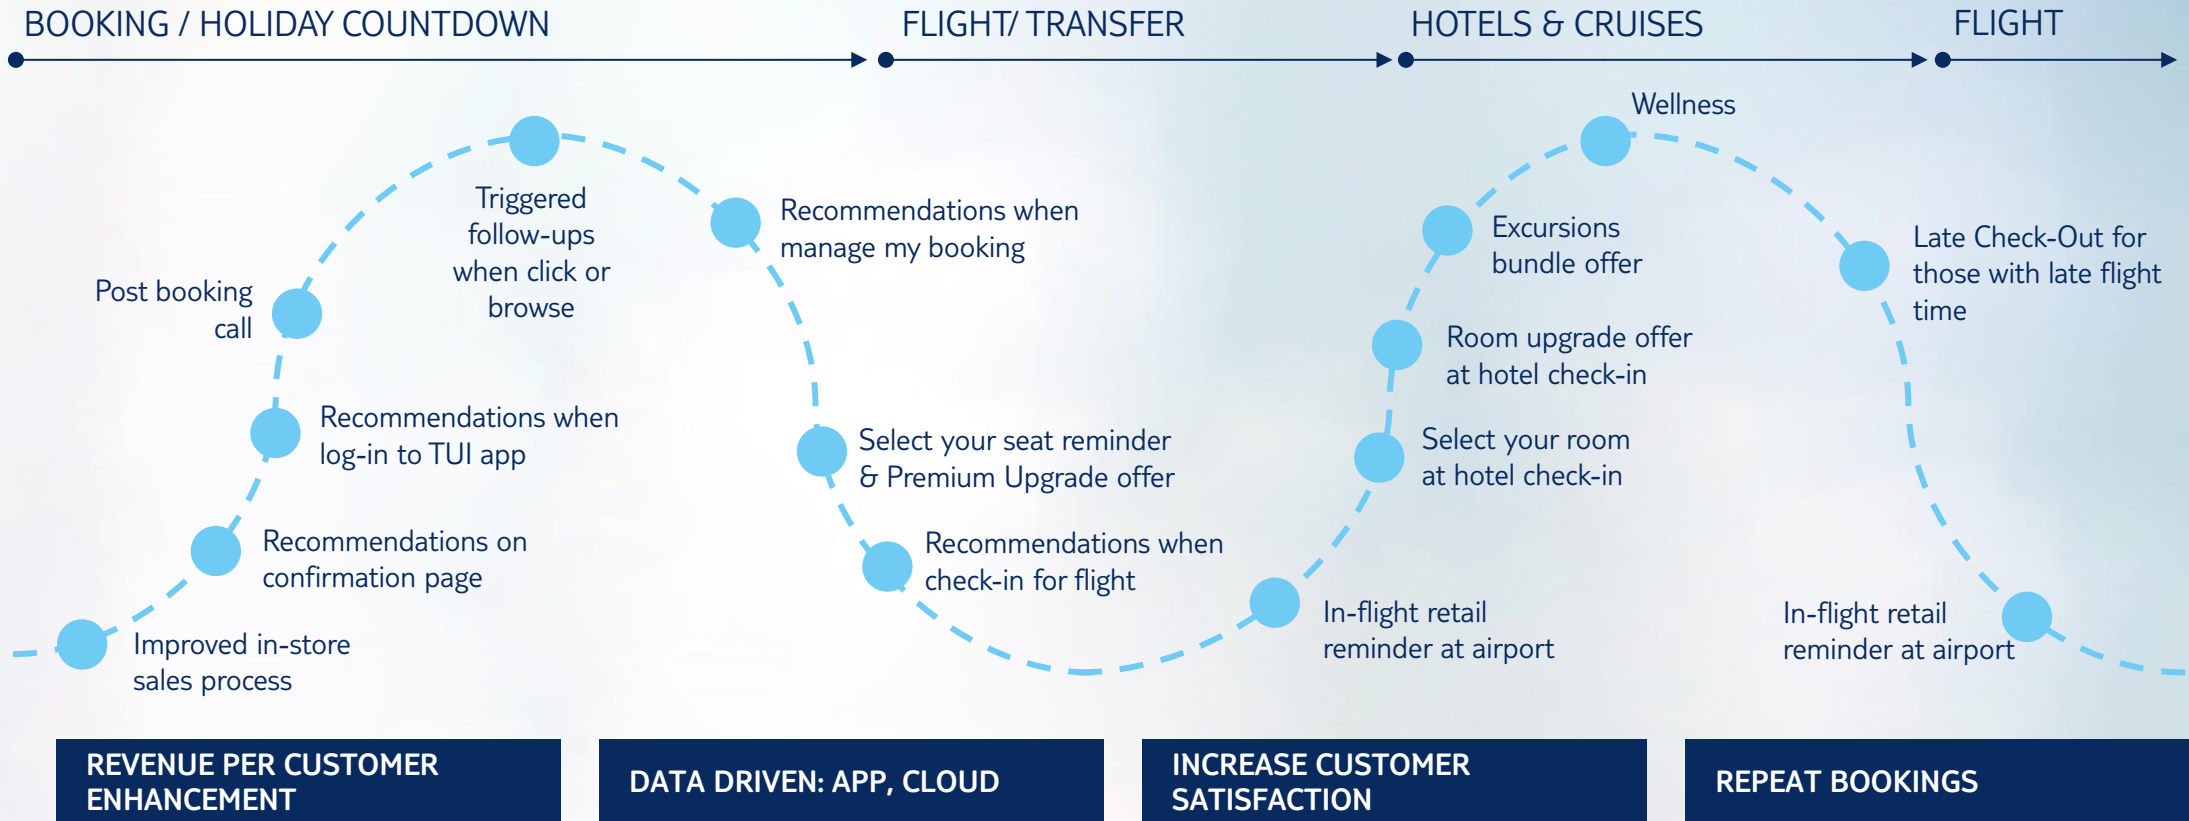 BOOKING / HOLIDAY COUNTDOWN
FLIGHT/ TRANSFER
HOTELS & CRUISES
FLIGHT
Wellness
Triggered
follow-ups
when click or
browse
Recommendations when
manage my booking
Excursions
bundle offer
Late Check-Out for
those with late flight
time
Post booking
call
Room upgrade offer
at hotel check-in
Recommendations when
log-in to TUI app
Select your seat reminder
& Premium Upgrade offer
Select your room
at hotel check-in
Recommendations on
confirmation page
Recommendations when
check-in for flight
In-flight retail
reminder at airport
In-flight retail
reminder at airport
Improved in-store
sales process
REVENUE PER CUSTOMER
ENHANCEMENT
DATA DRIVEN: APP, CLOUD
INCREASE CUSTOMER
SATISFACTION
REPEAT BOOKINGS